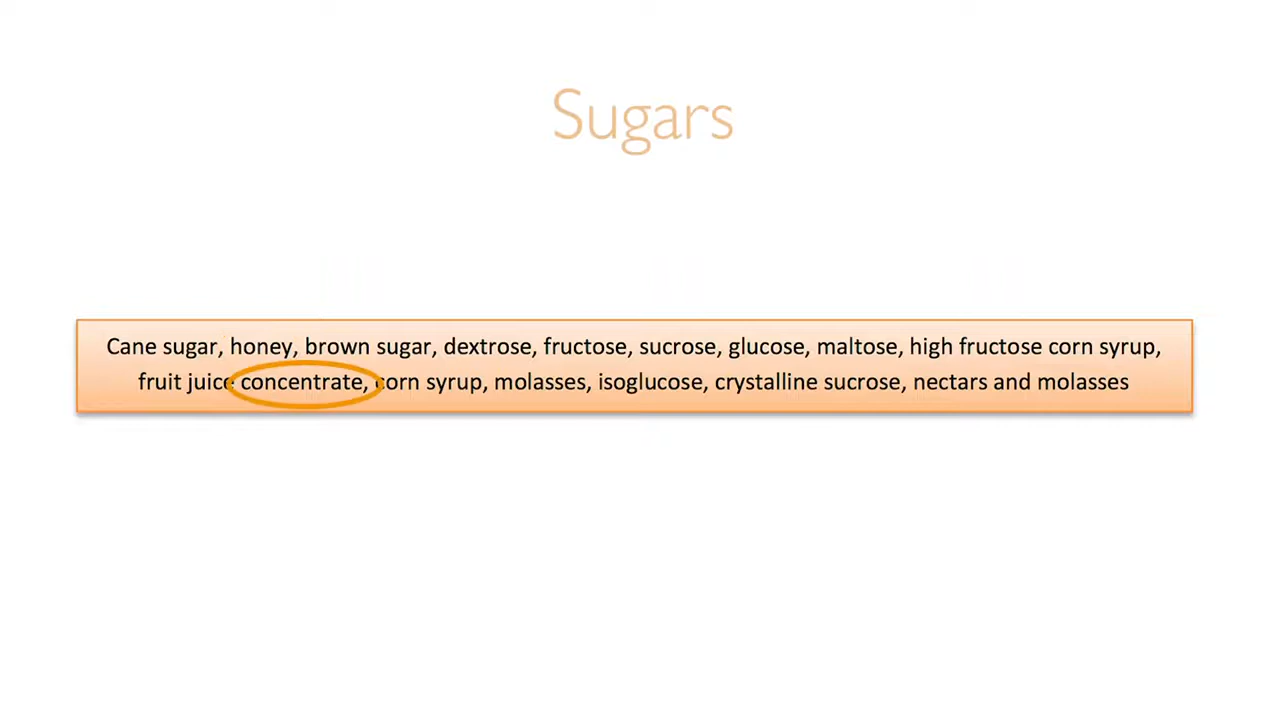 Sugars
Cane sugar, honey, brown sugar, dextrose, fructose, sucrose, glucose, maltose, high fructose corn syrup,
fruit juice concentrate, corn syrup, molasses, isoglucose, crystalline sucrose, nectars and molasses